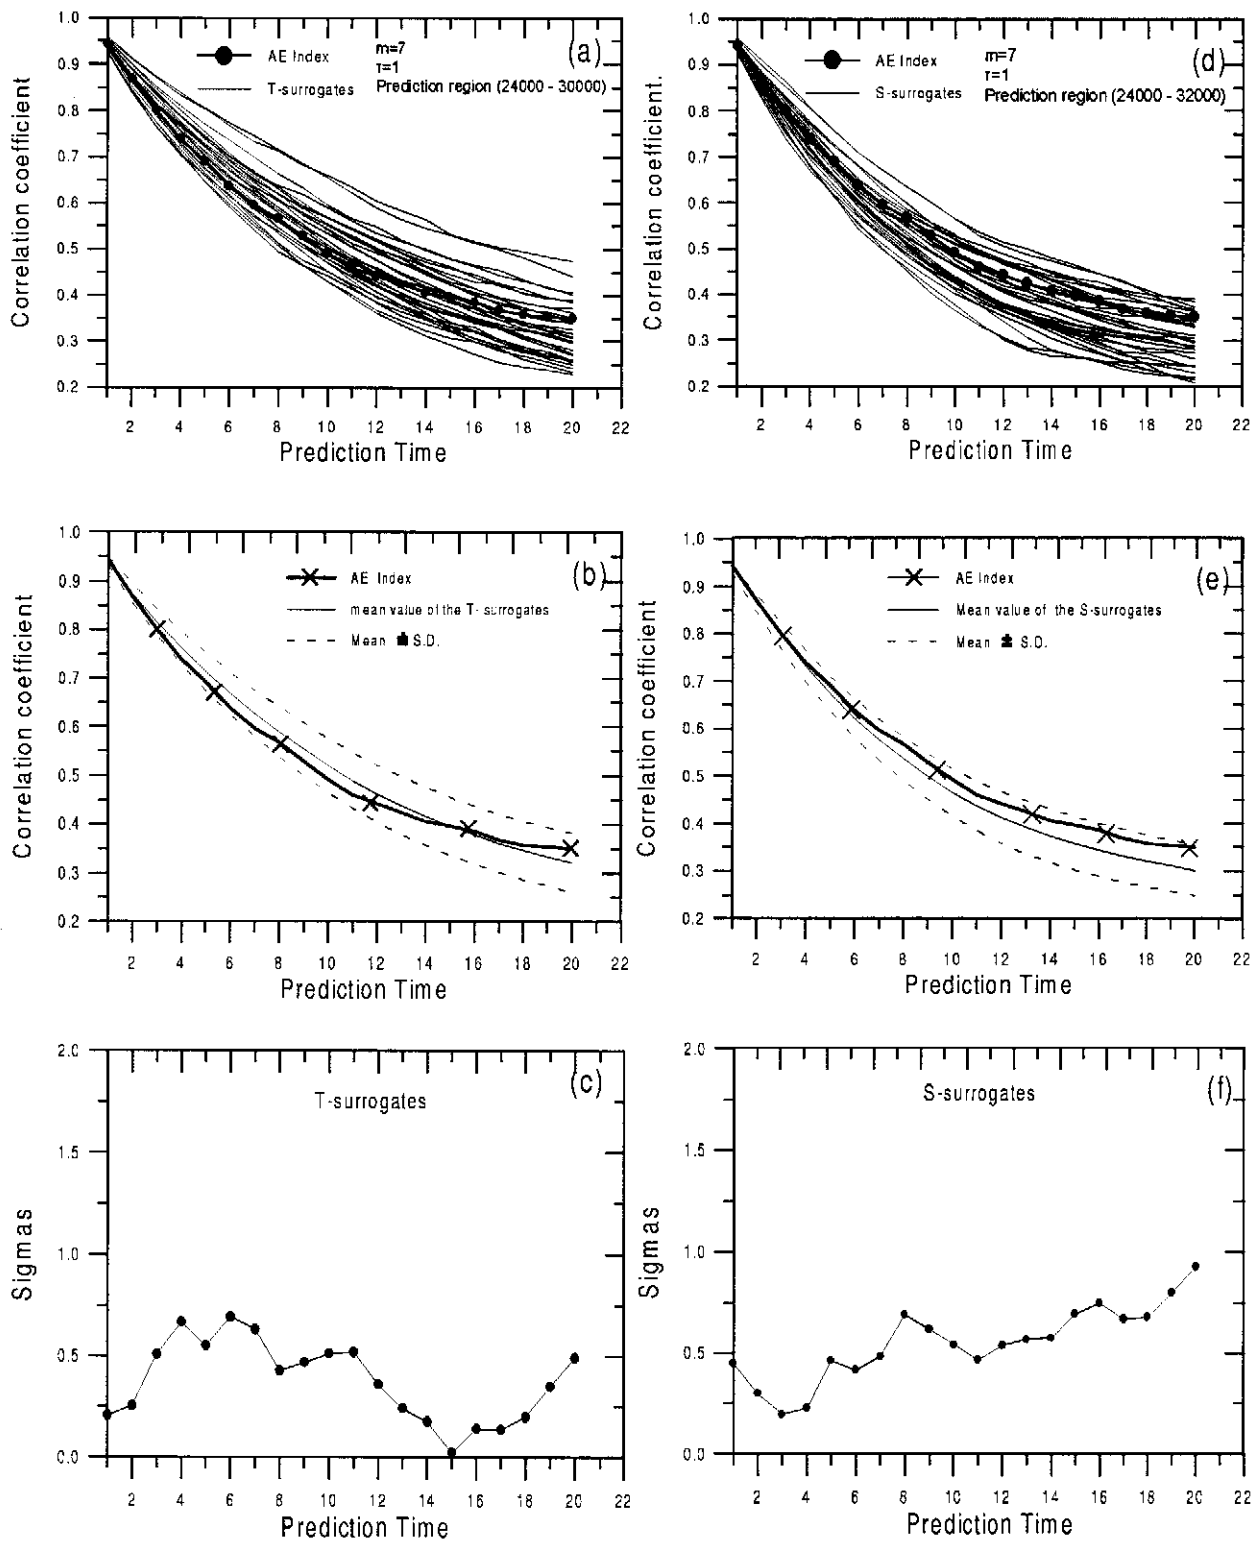 (a)
AE Index
m=7
τ=1
T-surrogates
Prediction region (24000 - 30000)
Correlation coefficient
1.0
0.9
0.8
0.7
0.6
0.5
0.4
0.3
0.2
2 4 6 8 10 12 14 16 18 20 22
Prediction Time
(d)
AE Index
m=7
τ=1
S-surrogates
Prediction region (24000 - 32000)
Correlation coefficient.
1.0
0.9
0.8
0.7
0.6
0.5
0.4
0.3
0.2
2 4 6 8 10 12 14 16 18 20 22
Prediction Time
(b)
AE Index
mean value of the T- surrogates
Mean ± S.D.
Correlation coefficient
1.0
0.9
0.8
0.7
0.6
0.5
0.4
0.3
0.2
2 4 6 8 10 12 14 16 18 20 22
Prediction Time
(e)
AE Index
Mean value of the S-surrogates
Mean ± S.D.
Correlation coefficient
1.0
0.9
0.8
0.7
0.6
0.5
0.4
0.3
0.2
2 4 6 8 10 12 14 16 18 20 22
Prediction Time
(c)
T-surrogates
Sigmas
2.0
1.5
1.0
0.5
0.0
2 4 6 8 10 12 14 16 18 20 22
Prediction Time
(f)
S-surrogates
Sigmas
2.0
1.5
1.0
0.5
0.0
2 4 6 8 10 12 14 16 18 20 22
Prediction Time